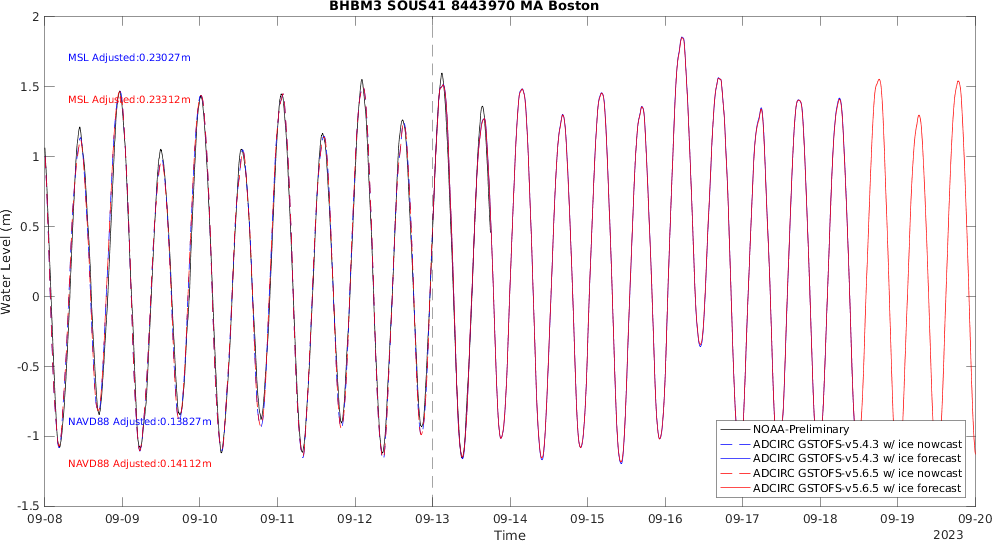 BHBM3 SOUS41 8443970 MA Boston
2
MSL Adjusted:0.23027m
1.5
MSL Adjusted:0.23312m
1
0.5
Water Level (m)
0
-0.5
NAVD88 Adjusted:0.13827m
-1
NAVD88 Adjusted:0.14112m
-1.5
NOAA-Preliminary
ADCIRC GSTOFS-v5.4.3 w/ ice nowcast
ADCIRC GSTOFS-v5.4.3 w/ ice forecast
ADCIRC GSTOFS-v5.6.5 w/ ice nowcast
ADCIRC GSTOFS-v5.6.5 w/ ice forecast
09-08 09-09 09-10 09-11 09-12 09-13 09-14 09-15 09-16 09-17 09-18 09-19 09-20
Time
2023